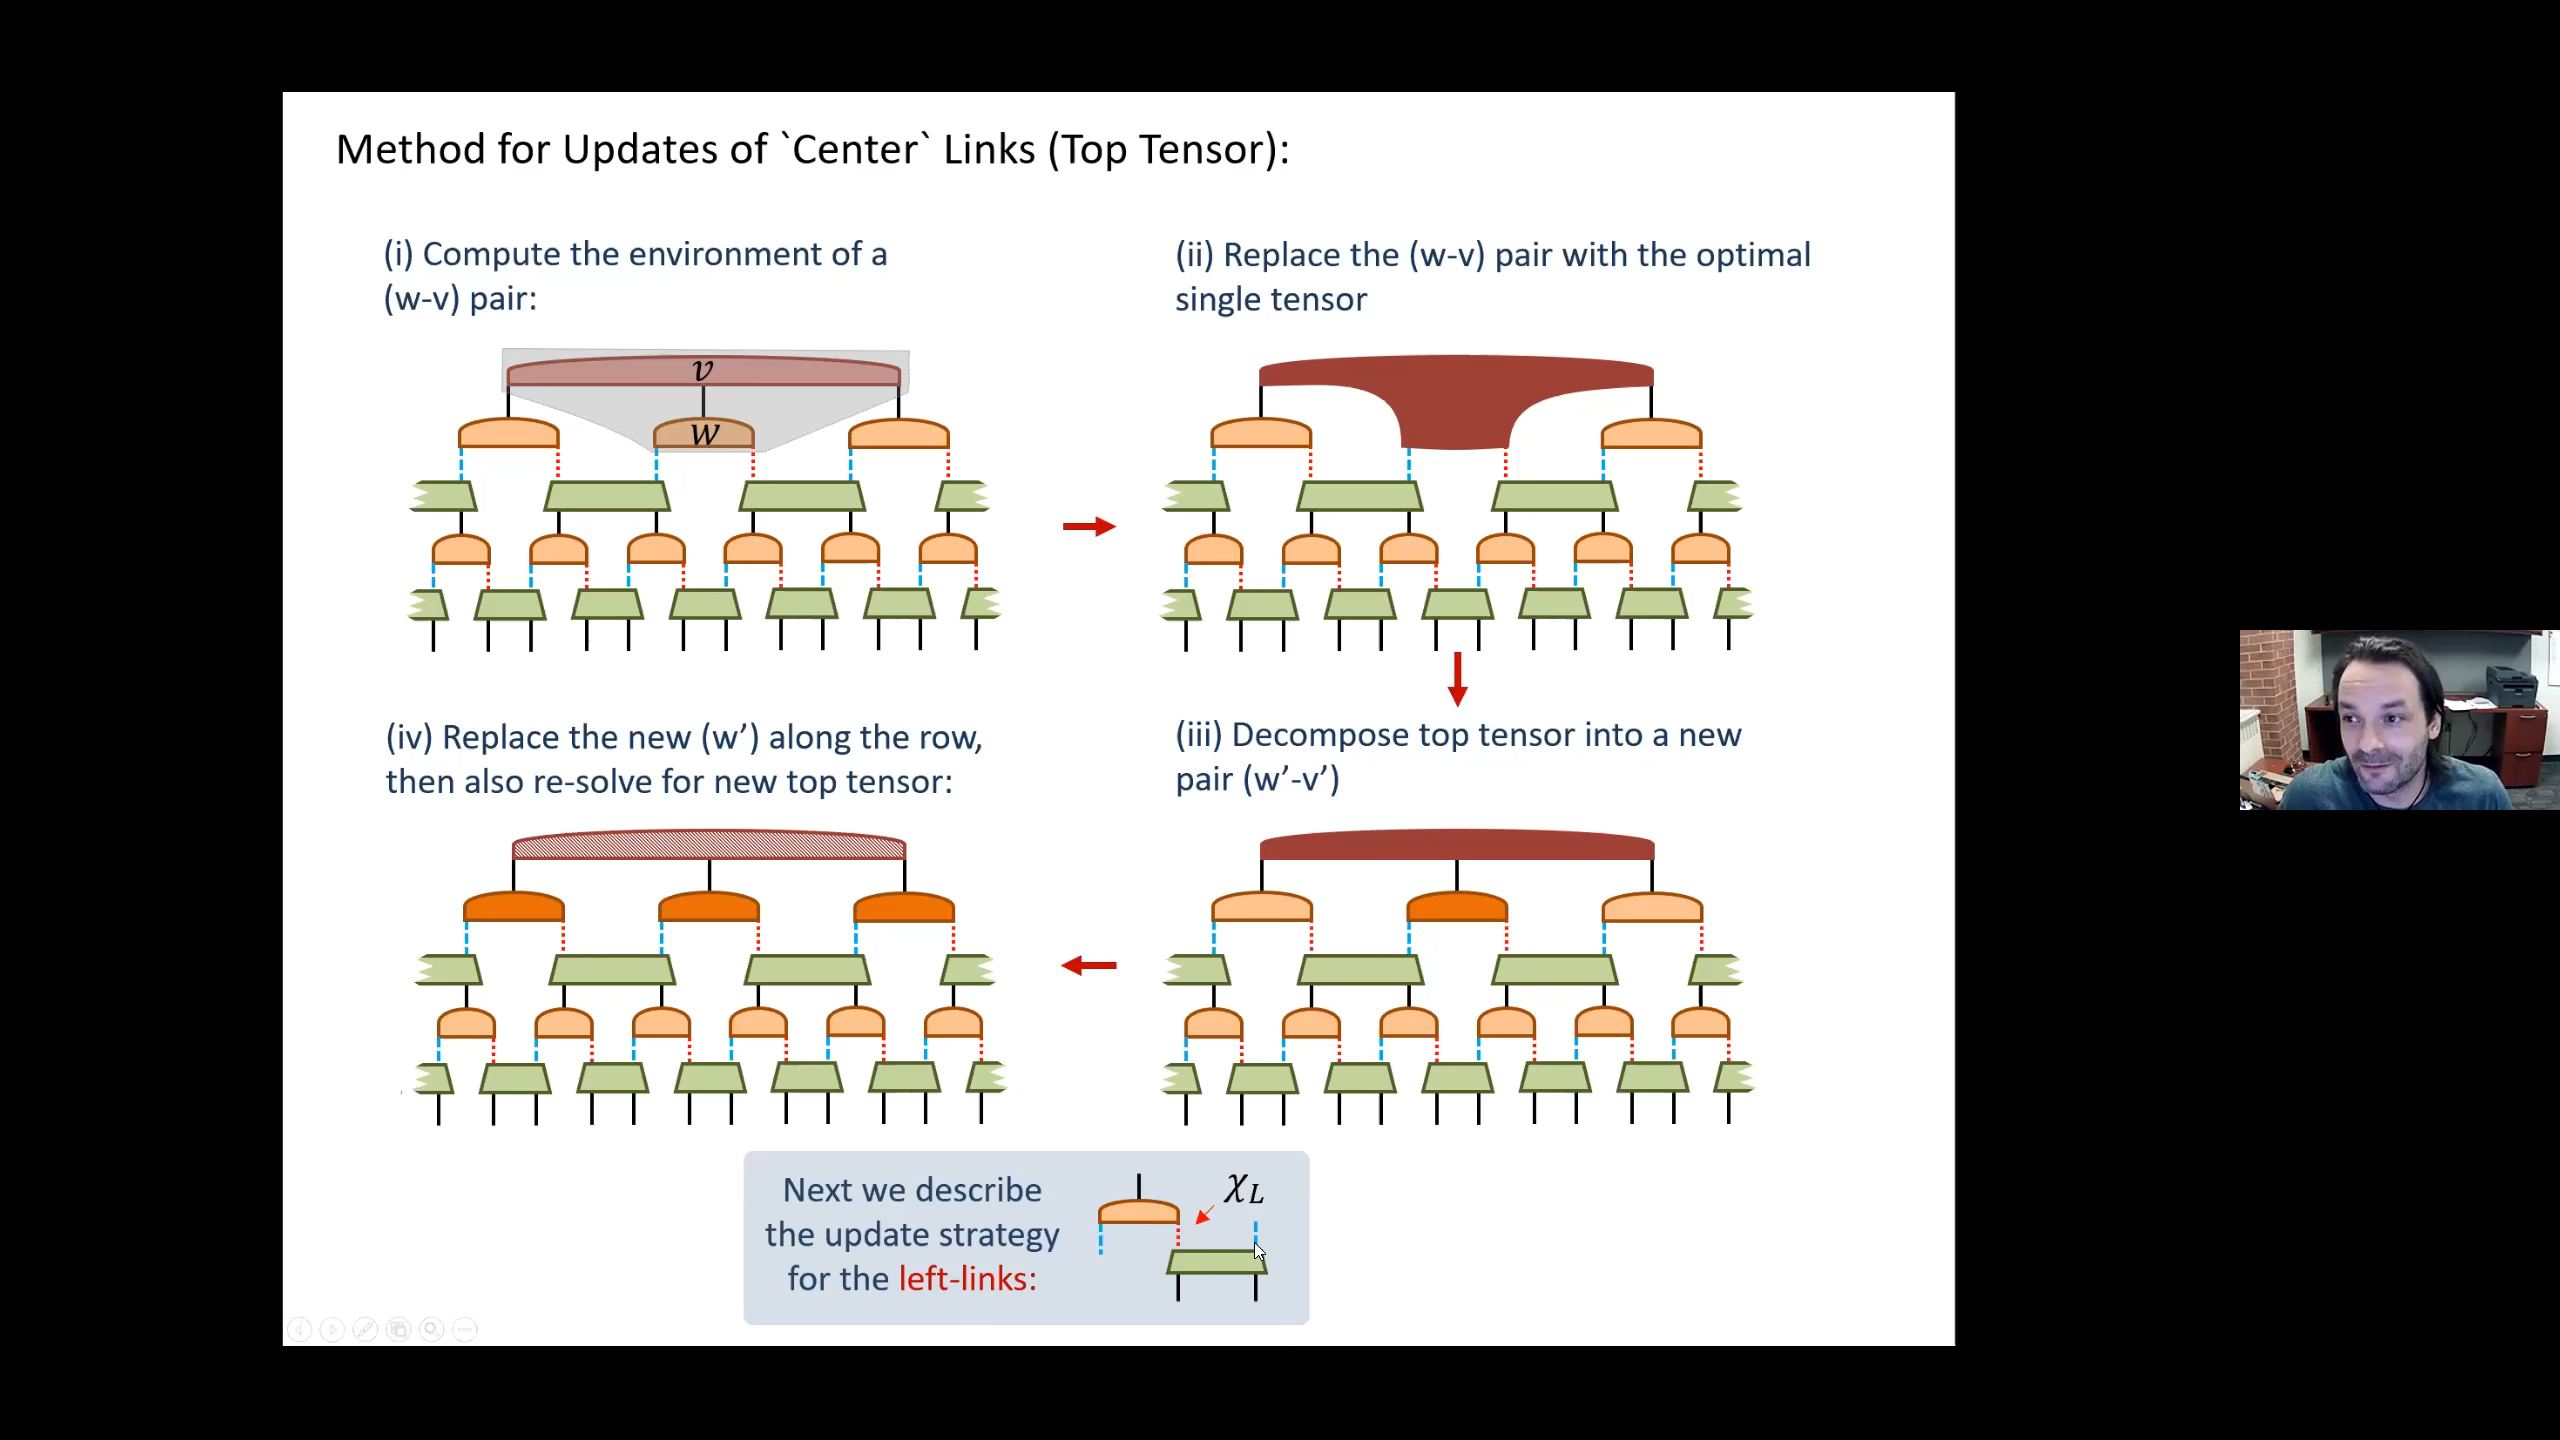 Method for Updates of `Center` Links (Top Tensor):
(i) Compute the environment of a
(w-v) pair:
v
w
(ii) Replace the (w-v) pair with the optimal
single tensor
(iii) Decompose top tensor into a new
pair (w’-v’)
(iv) Replace the new (w’) along the row,
then also re-solve for new top tensor:
Next we describe
the update strategy
for the left-links:
χL